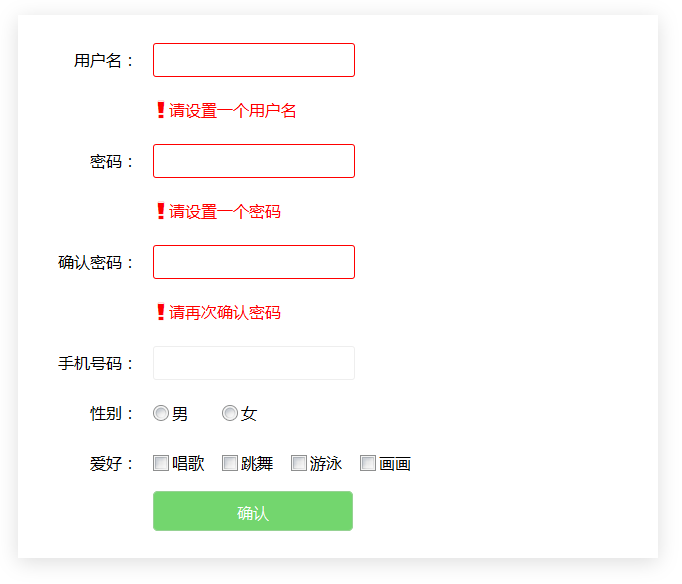 用户名：
请设置一个用户名
密码：
请设置一个密码
确认密码：
请再次确认密码
手机号码：
性别： 男 女
爱好： 唱歌 跳舞 游泳 画画
确认